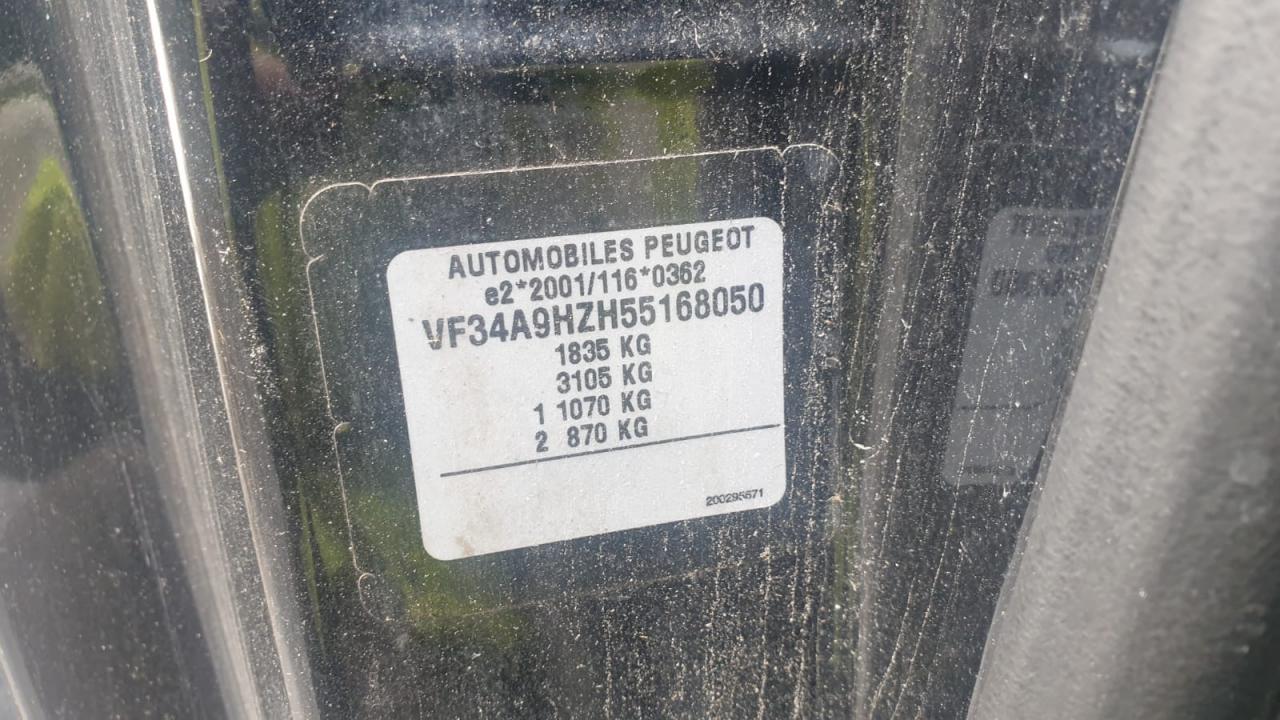 AUTOMOBILES PEUGEOT
e2*2001/116*0362
VF34A9HZH55168050
1835 KG
3105 KG
1 1070 KG
2 870 KG
200295571